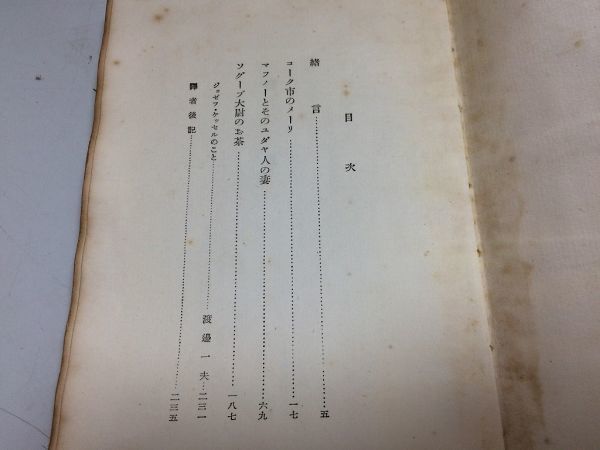 目次
緒言……五
コーク市のメーリ……一七
マフノーとそのユダヤ人の妻……六九
ソグーブ大尉のお茶……一八七
ジョゼフ・ケッセルのこと……渡邊一夫…二三一
譯者後記……二三五